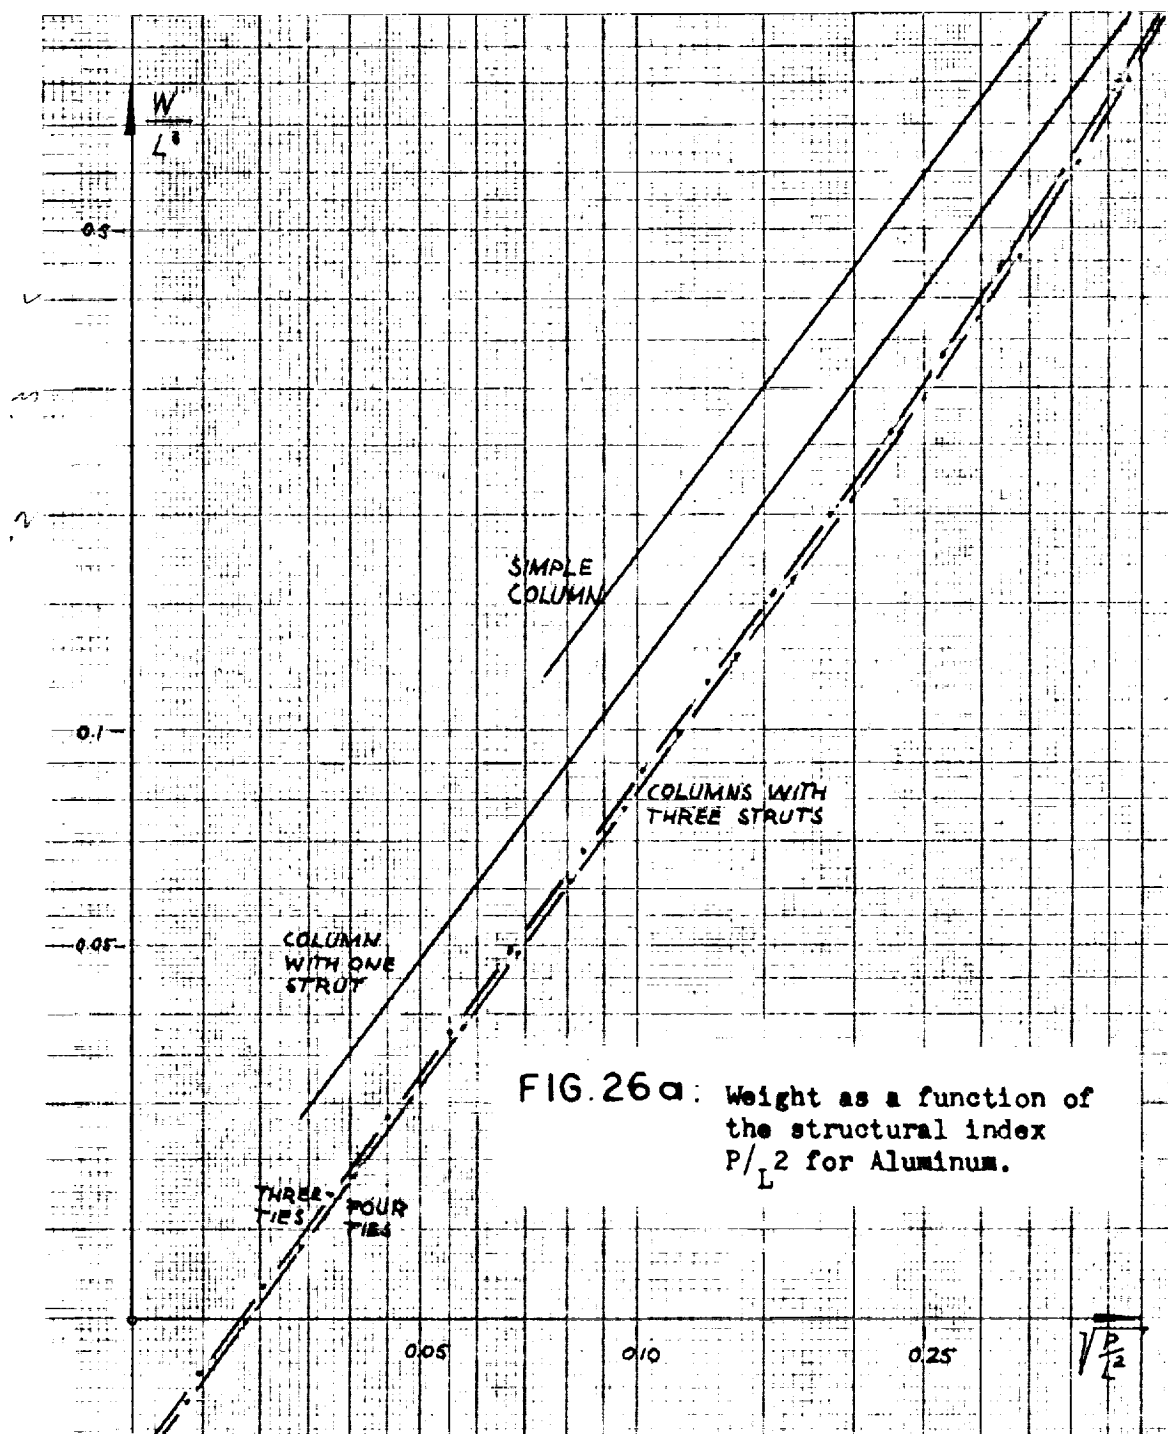 W
L³
0.5
SIMPLE
COLUMN
0.1
COLUMNS WITH
THREE STRUTS
0.05
COLUMN
WITH ONE
STRUT
FIG.26a: Weight as a function of
the structural index
P/L2 for Aluminum.
THREE-
TIES
FOUR
TIES
0
0.05
0.10
0.25
√P/L²